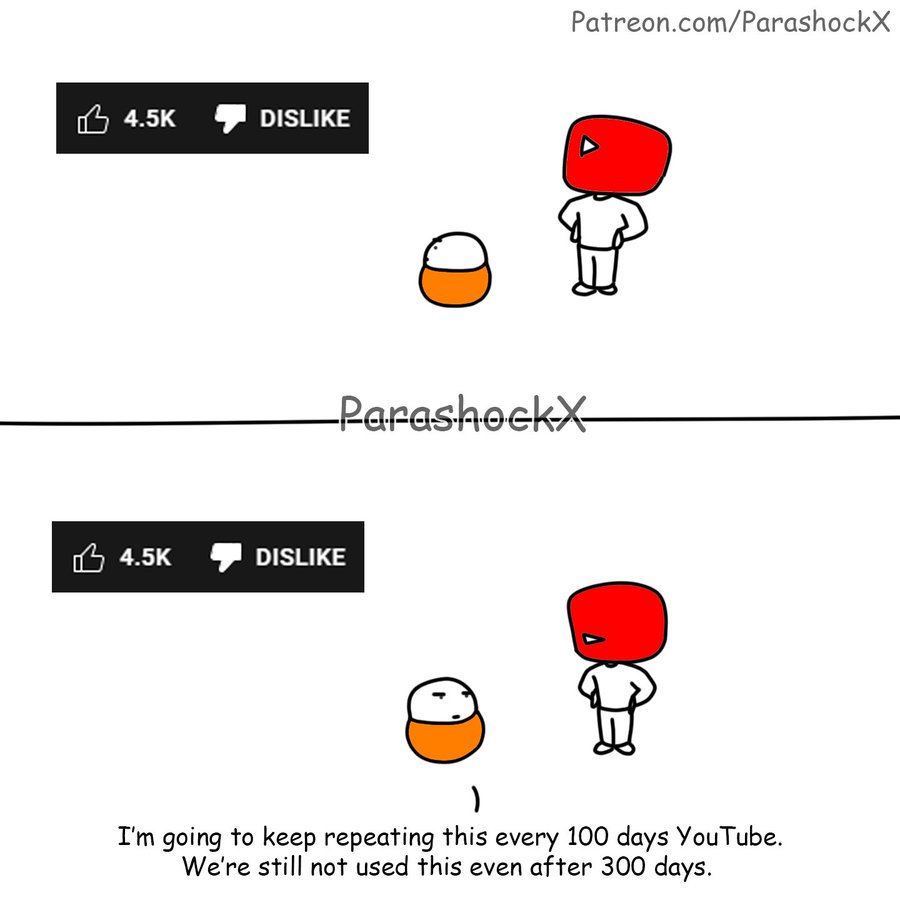 Patreon.com/ParashockX
4.5K DISLIKE
ParashockX
4.5K DISLIKE
I'm going to keep repeating this every 100 days YouTube.
We're still not used this even after 300 days.